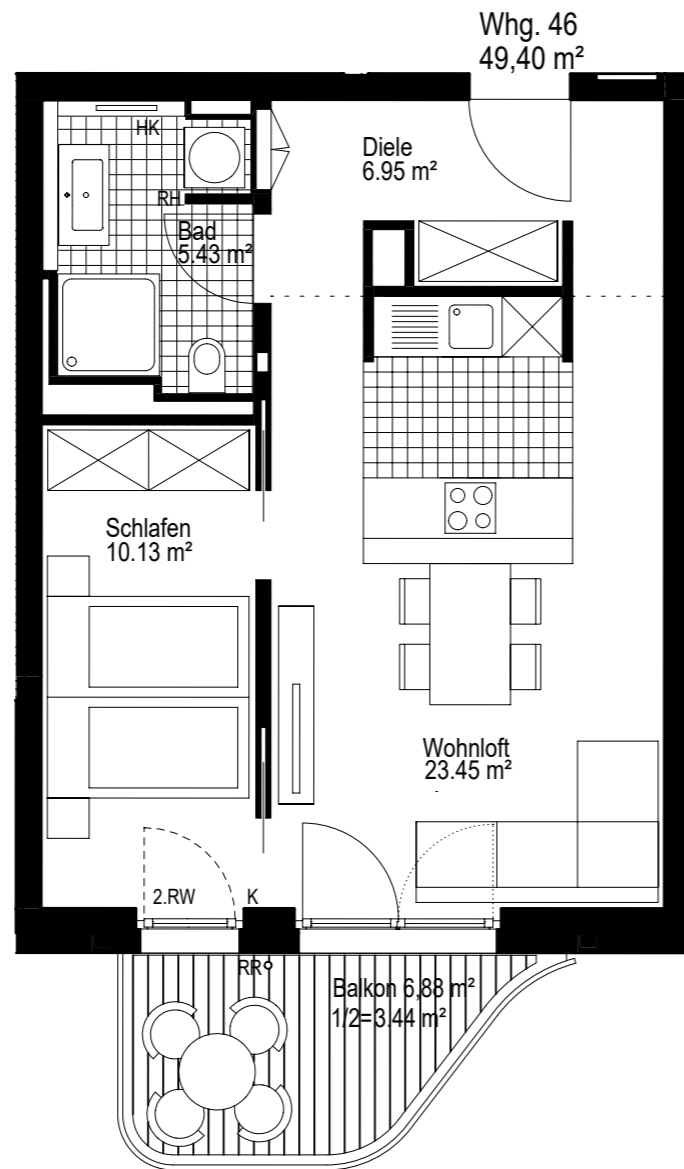 Whg. 46
49,40 m²
HK
Diele
6.95 m²
RH
Bad
5.43 m²
Schlafen
10.13 m²
Wohnloft
23.45 m²
2.RW
K
RR
Balkon 6,88 m²
1/2=3.44 m²